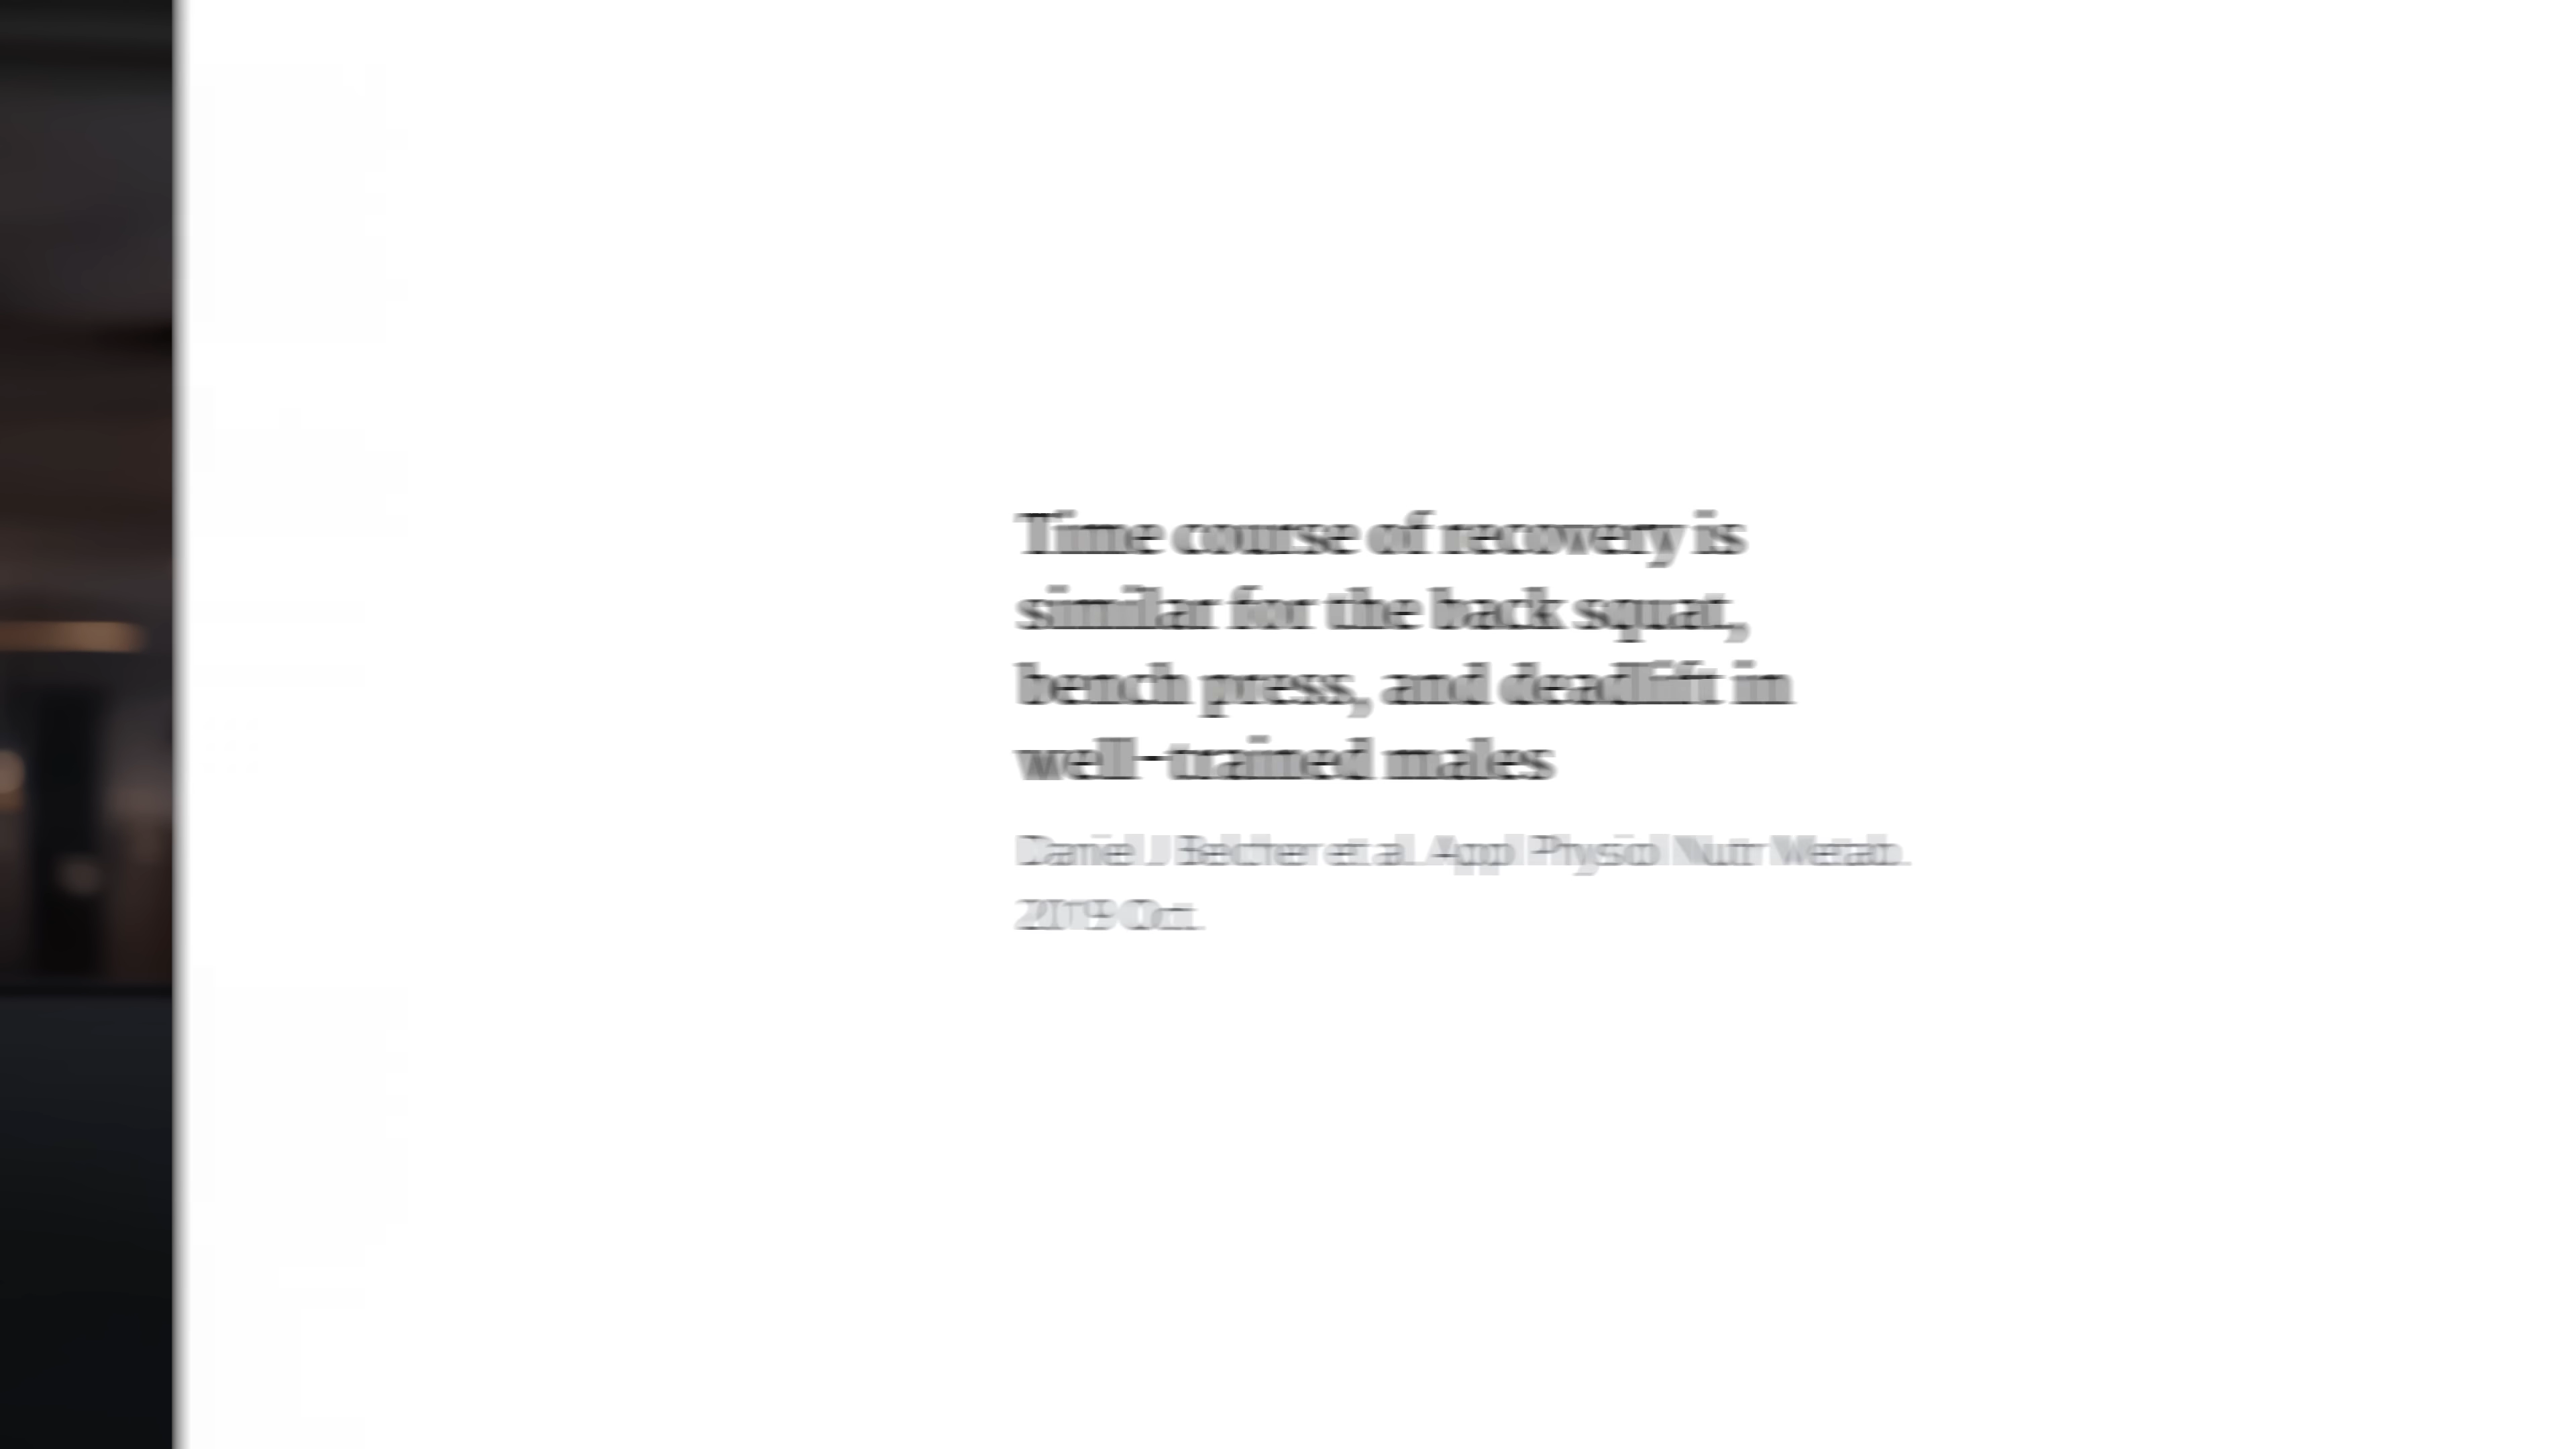 Time course of recovery is
similar for the back squat,
bench press, and deadlift in
well-trained males
Daniel J Belcher et al. Appl Physiol Nutr Metab.
2019 Oct.